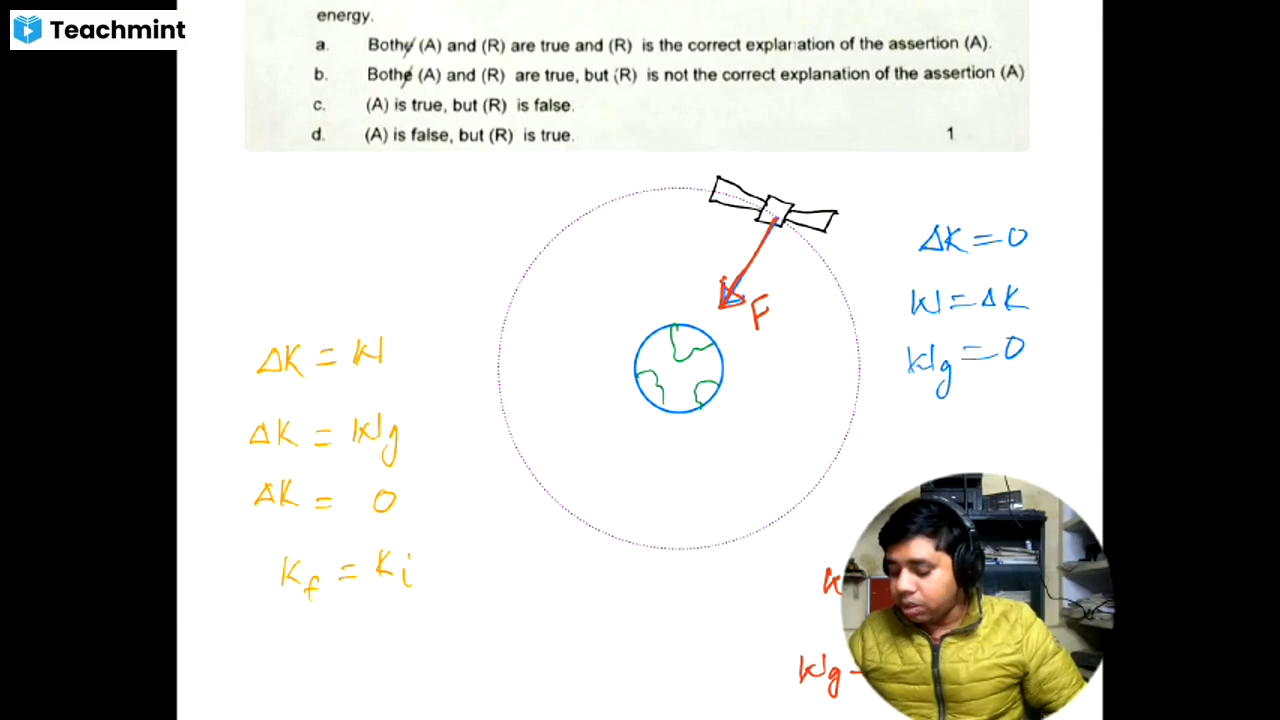 Teachmint
energy.
a. Both (A) and (R) are true and (R) is the correct explanation of the assertion (A).
b. Both (A) and (R) are true, but (R) is not the correct explanation of the assertion (A)
c. (A) is true, but (R) is false.
d. (A) is false, but (R) is true. 1
F
ΔK = 0
W = ΔK
Wg = 0
ΔK = W
ΔK = Wg
ΔK = 0
Kf = Ki
Wg -